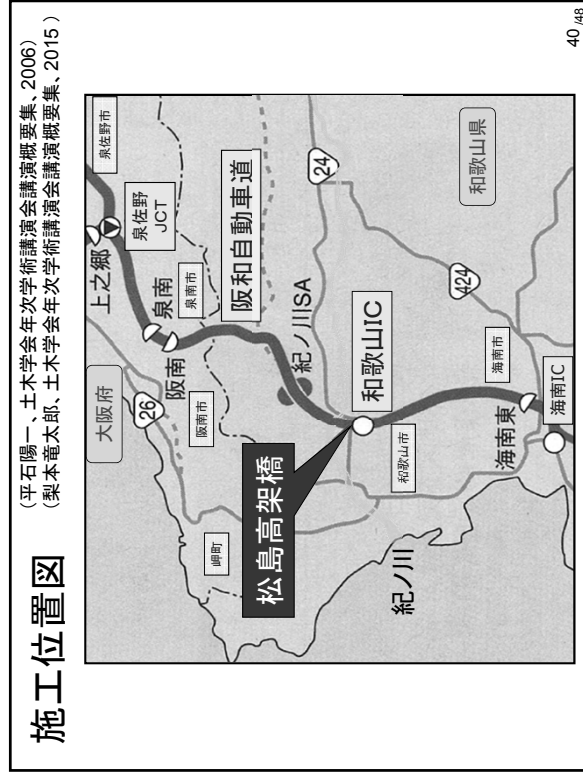 施工位置図
(平石陽一、土木学会年次学術講演会講演概要集、2006)
(梨本竜太郎、土木学会年次学術講演会講演概要集、2015)
大阪府
26
上之郷
泉佐野市
泉佐野
JCT
泉南
泉南市
阪南
阪南市
岬町
阪和自動車道
紀ノ川SA
松島高架橋
和歌山IC
24
和歌山県
424
和歌山市
紀ノ川
海南市
海南東
海南IC
40 /48